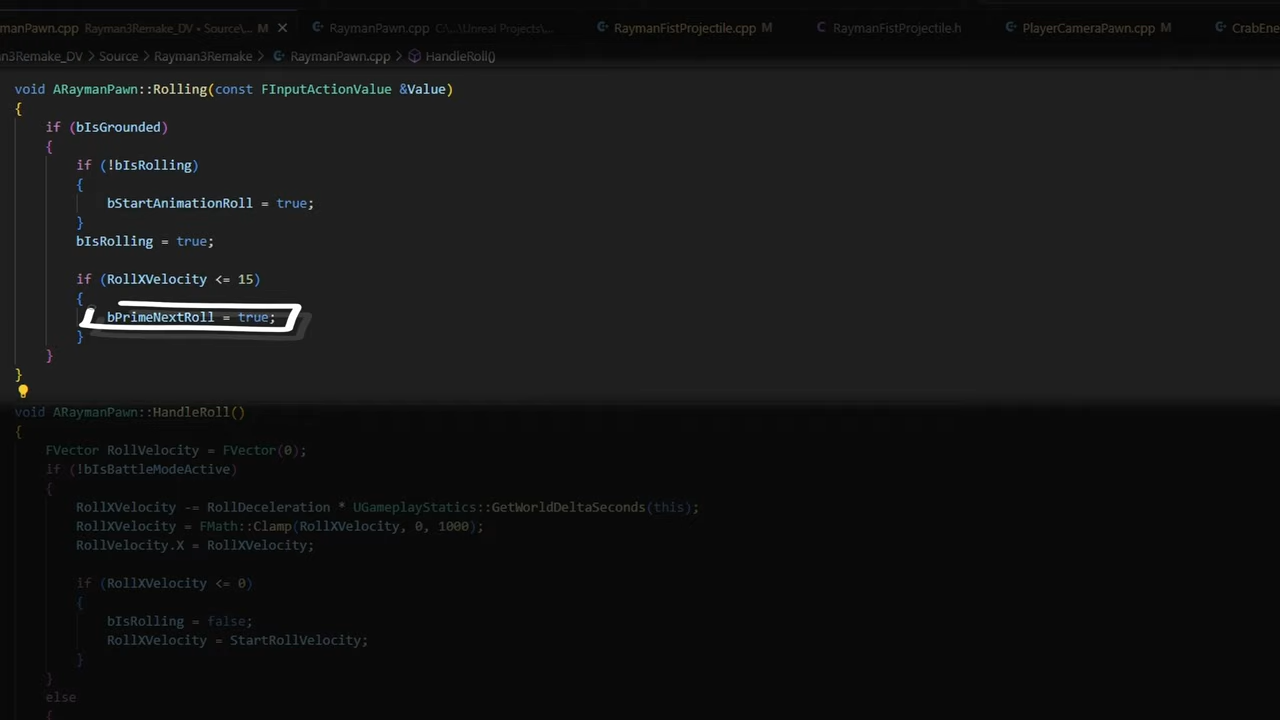 manPawn.cpp Rayman3Remake_DV • Source\... M RaymanPawn.cpp C:\...\Unreal Projects\... RaymanFistProjectile.cpp M RaymanFistProjectile.h PlayerCameraPawn.cpp M CrabEne
n3Remake_DV > Source > Rayman3Remake > RaymanPawn.cpp > HandleRoll()
void ARaymanPawn::Rolling(const FInputActionValue &Value)
{
if (bIsGrounded)
{
if (!bIsRolling)
{
bStartAnimationRoll = true;
}
bIsRolling = true;
if (RollXVelocity <= 15)
{
bPrimeNextRoll = true;
}
}
}
void ARaymanPawn::HandleRoll()
{
FVector RollVelocity = FVector(0);
if (!bIsBattleModeActive)
{
RollXVelocity -= RollDeceleration * UGameplayStatics::GetWorldDeltaSeconds(this);
RollXVelocity = FMath::Clamp(RollXVelocity, 0, 1000);
RollVelocity.X = RollXVelocity;
if (RollXVelocity <= 0)
{
bIsRolling = false;
RollXVelocity = StartRollVelocity;
}
}
else
{